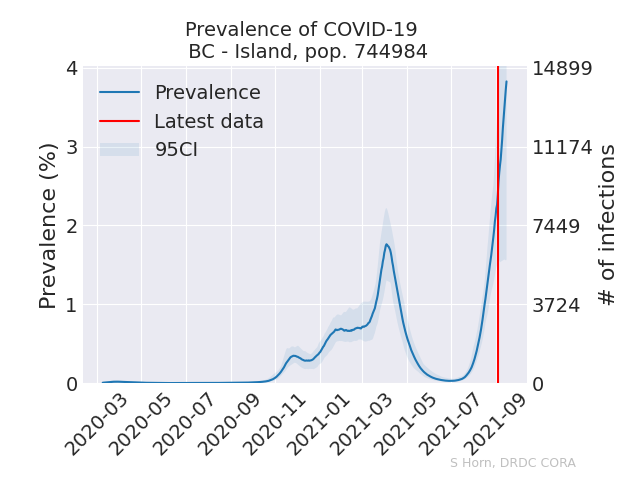 Prevalence of COVID-19
BC - Island, pop. 744984
Prevalence (%)
4
3
2
1
0
Prevalence
Latest data
95CI
14899
11174
7449
3724
0
# of infections
2020-03
2020-05
2020-07
2020-09
2020-11
2021-01
2021-03
2021-05
2021-07
2021-09
S Horn, DRDC CORA